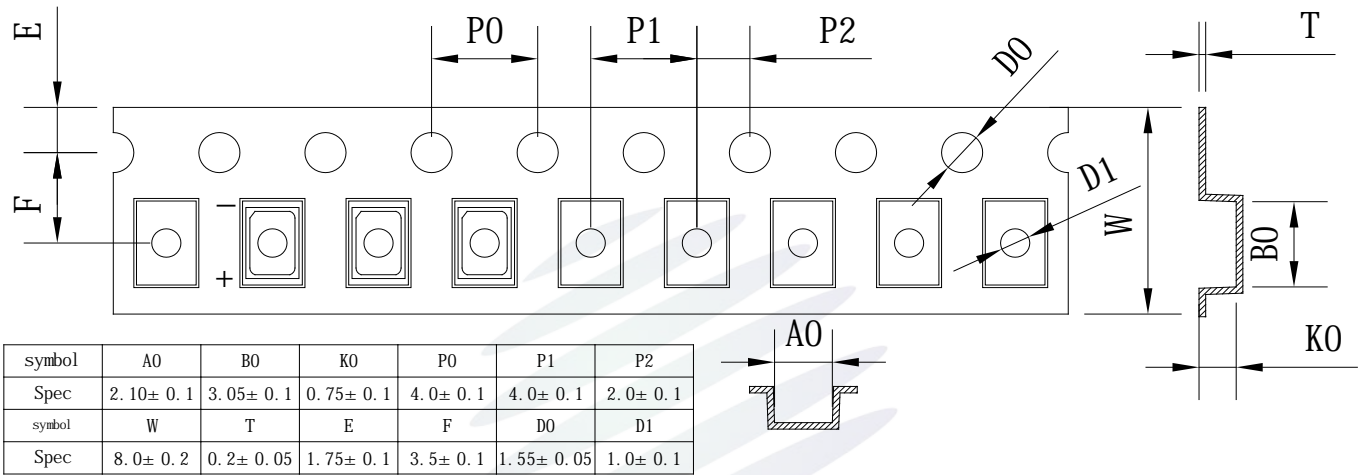 E
P0
P1
P2
D0
T
F
D1
W
B0
−
+
A0
K0
symbol A0 B0 K0 P0 P1 P2
Spec 2.10± 0.1 3.05± 0.1 0.75± 0.1 4.0± 0.1 4.0± 0.1 2.0± 0.1
symbol W T E F D0 D1
Spec 8.0± 0.2 0.2± 0.05 1.75± 0.1 3.5± 0.1 1.55± 0.05 1.0± 0.1